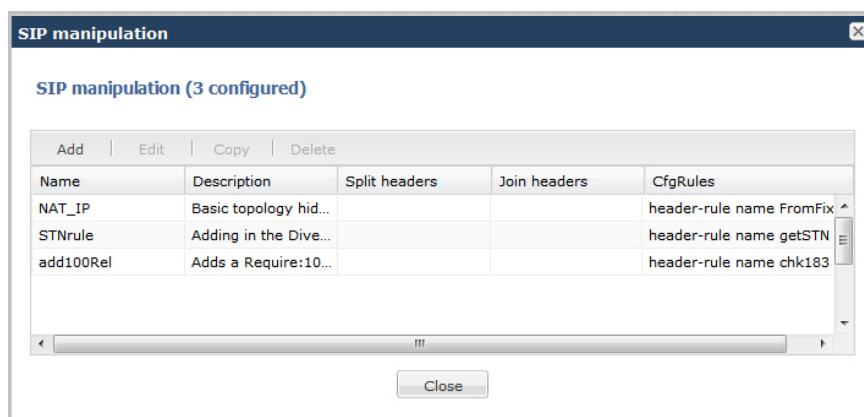 SIP manipulation
SIP manipulation (3 configured)
Add Edit Copy Delete
Name Description Split headers Join headers CfgRules
NAT_IP Basic topology hid... header-rule name FromFix
STNrule Adding in the Dive... header-rule name getSTN
add100Rel Adds a Require:10... header-rule name chk183
Close